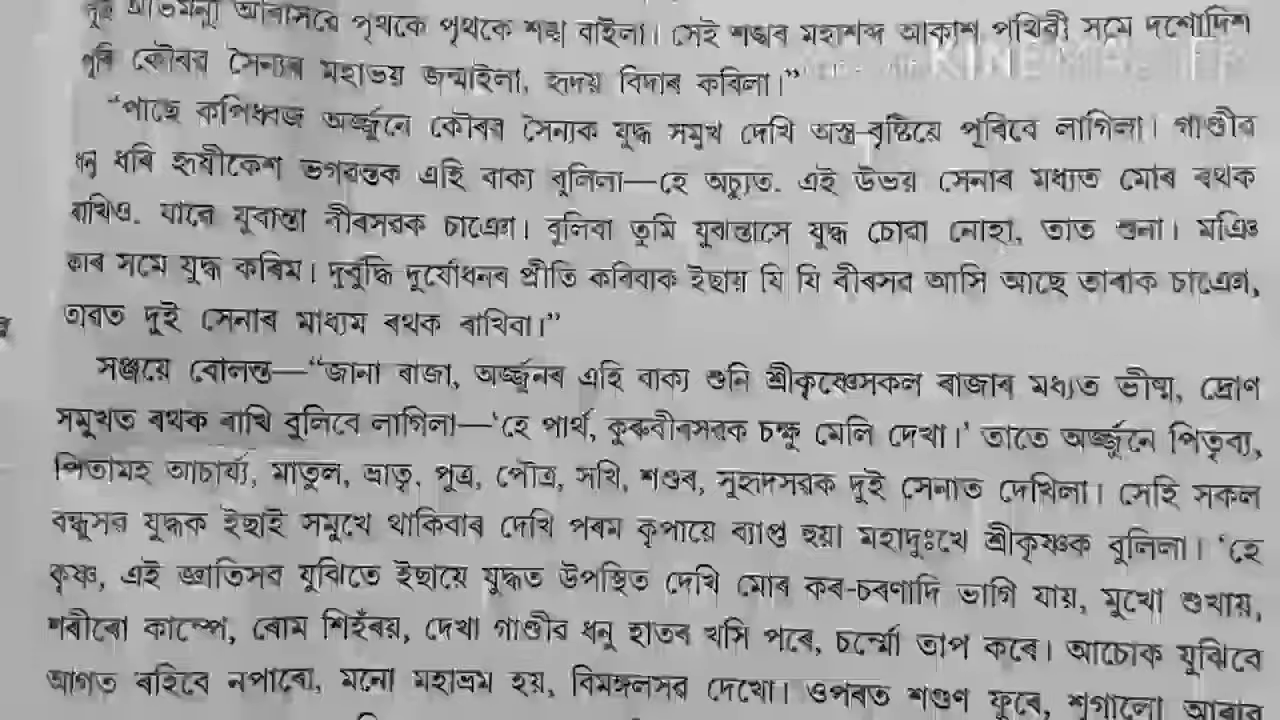 অভিমন্যু আদিসৱে পৃথকে পৃথকে শঙ্খ বাইলা। সেই শঙ্খৰ মহাশব্দ আকাশ পৃথিৱী সমে দশোদিশ
পূৰি কৌৰৱ সৈন্যৰ মহাভয় জন্মাইলা, হৃদয় বিদাৰ কৰিলা।”
“পাছে কপিধ্বজ অৰ্জ্জুনে কৌৰৱ সৈন্যক যুদ্ধ সমুখ দেখি অস্ত্ৰ-বৃষ্টিয়ে পূৰিবে লাগিলা। গাণ্ডীৱ
ধনু ধৰি হৃষীকেশ ভগৱন্তক এহি বাক্য বুলিলা—হে অচ্যুত, এই উভয় সেনাৰ মধ্যত মোৰ ৰথক
ৰাখিও, যাৱে যুৱান্তা বীৰসৱক চাঞো। বুলিবা তুমি যুৱান্তাসে যুদ্ধ চোৱা নোহা, তাত শুনা। মঞি
কাৰ সমে যুদ্ধ কৰিম। দুৰ্বুদ্ধি দুৰ্যোধনৰ প্ৰীতি কৰিবাক ইছায় যি যি বীৰসৱ আসি আছে তাৰাক চাঞো,
তাৱত দুই সেনাৰ মাধ্যম ৰথক ৰাখিবা।”
সঞ্জয়ে বোলন্ত—“জানা ৰাজা, অৰ্জ্জুনৰ এহি বাক্য শুনি শ্ৰীকৃষ্ণেসকল ৰাজাৰ মধ্যত ভীষ্ম, দ্ৰোণ
সমুখত ৰথক ৰাখি বুলিবে লাগিলা—‘হে পাৰ্থ, কুৰুবীৰসৱক চক্ষু মেলি দেখা।’ তাতে অৰ্জ্জুনে পিতৃব্য,
পিতামহ আচাৰ্য্য, মাতুল, ভ্ৰাতৃ, পুত্ৰ, পৌত্ৰ, সখি, শশুৰ, সুহৃদসৱক দুই সেনাত দেখিলা। সেহি সকল
বন্ধুসৱ যুদ্ধক ইছাই সমুখে থাকিবাৰ দেখি পৰম কৃপায়ে ব্যাপ্ত হয়া মহাদুঃখে শ্ৰীকৃষ্ণক বুলিলা। ‘হে
কৃষ্ণ, এই জ্ঞাতিসৱ যুঝিতে ইছায়ে যুদ্ধত উপস্থিত দেখি মোৰ কৰ-চৰণাদি ভাগি যায়, মুখো শুখায়,
শৰীৰো কাম্পে, ৰোম শিহঁৰয়, দেখা গাণ্ডীৱ ধনু হাতৰ খসি পৰে, চৰ্ম্মো তাপ কৰে। আচোক যুঝিবে
আগত ৰহিবে নপাৰো, মনো মহাভ্ৰম হয়, বিমঙ্গলসৱ দেখো। ওপৰত শগুণ ফুৰে, শৃগালো আৰাৱ